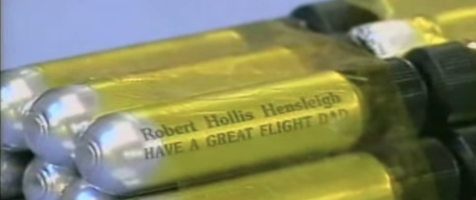 Robert Hollis Hensleigh
HAVE A GREAT FLIGHT DAD